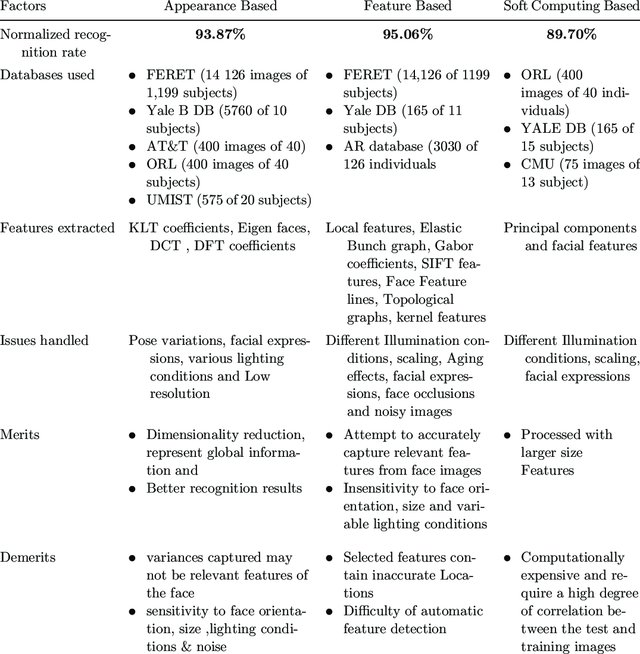 Factors Appearance Based Feature Based Soft Computing Based
Normalized recog-
nition rate
93.87% 95.06% 89.70%
Databases used
● FERET (14 126 images of
1,199 subjects)
● Yale B DB (5760 of 10
subjects)
● AT&T (400 images of 40)
● ORL (400 images of 40
subjects)
● UMIST (575 of 20 subjects)
● FERET (14,126 of 1199
subjects)
● Yale DB (165 of 11
subjects)
● AR database (3030 of
126 individuals
● ORL (400
images of 40 indi-
viduals)
● YALE DB (165 of
15 subjects)
● CMU (75 images of
13 subject)
Features extracted
KLT coefficients, Eigen faces,
DCT , DFT coefficients
Local features, Elastic
Bunch graph, Gabor
coefficients, SIFT fea-
tures, Face Feature
lines, Topological
graphs, kernel features
Principal components
and facial features
Issues handled
Pose variations, facial expres-
sions, various lighting
conditions and Low
resolution
Different Illumination con-
ditions, scaling, Aging
effects, facial expres-
sions, face occlusions
and noisy images
Different Illumination
conditions, scaling,
facial expressions
Merits
● Dimensionality reduction,
represent global informa-
tion and
● Better recognition results
● Attempt to accurately
capture relevant fea-
tures from face images
● Insensitivity to face ori-
entation, size and vari-
able lighting conditions
● Processed with
larger size
Features
Demerits
● variances captured may
not be relevant features of
the face
● sensitivity to face orienta-
tion, size ,lighting condi-
tions & noise
● Selected features con-
tain inaccurate Loca-
tions
● Difficulty of automatic
feature detection
● Computationally
expensive and re-
quire a high degree
of correlation be-
tween the test and
training images